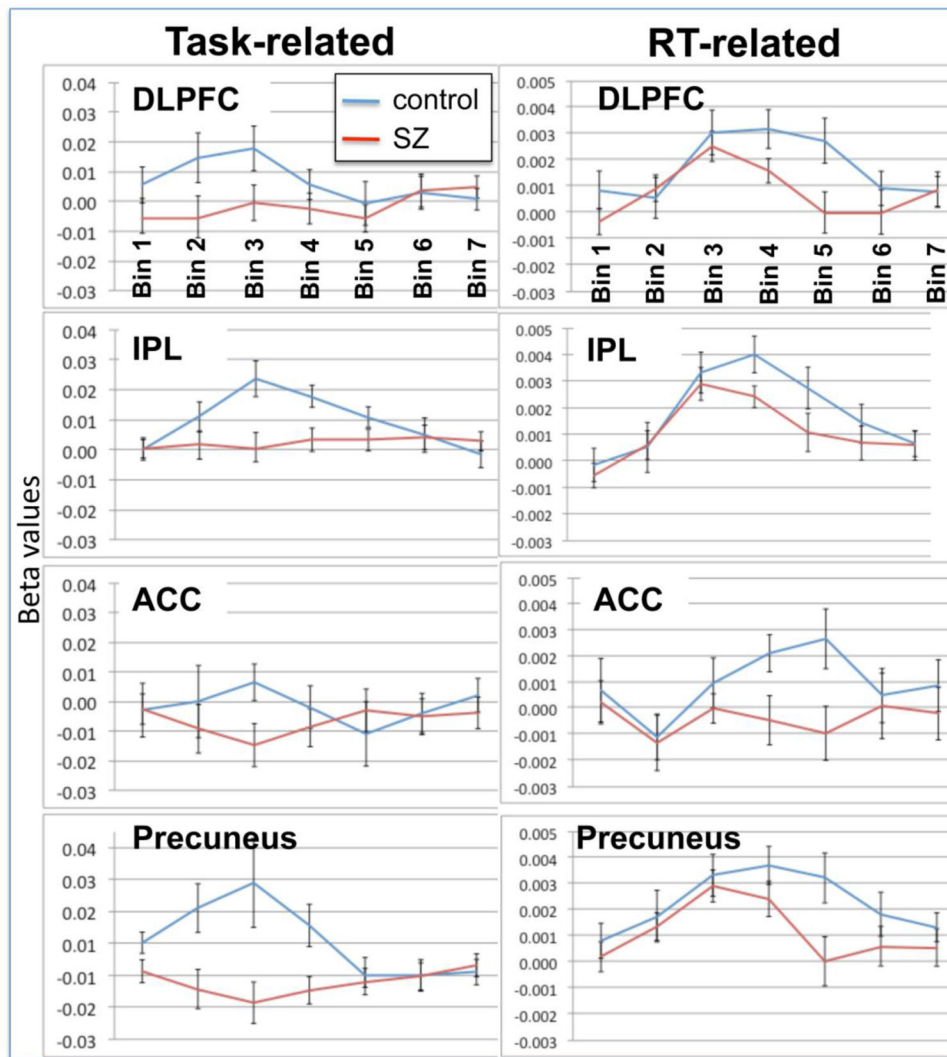 Task-related
RT-related
DLPFC
control
SZ
0.04
0.03
0.02
0.01
0.00
-0.01
-0.02
-0.03
Bin 1
Bin 2
Bin 3
Bin 4
Bin 5
Bin 6
Bin 7
DLPFC
0.005
0.004
0.003
0.002
0.001
0.000
-0.001
-0.002
-0.003
Bin 1
Bin 2
Bin 3
Bin 4
Bin 5
Bin 6
Bin 7
Beta values
IPL
0.04
0.03
0.02
0.01
0.00
-0.01
-0.02
-0.03
IPL
0.005
0.004
0.003
0.002
0.001
0.000
-0.001
-0.002
-0.003
ACC
0.04
0.03
0.02
0.01
0.00
-0.01
-0.02
-0.03
ACC
0.005
0.004
0.003
0.002
0.001
0.000
-0.001
-0.002
-0.003
Precuneus
0.04
0.03
0.02
0.01
-0.01
-0.02
-0.03
Precuneus
0.005
0.004
0.003
0.002
0.001
0.000
-0.001
-0.002
-0.003